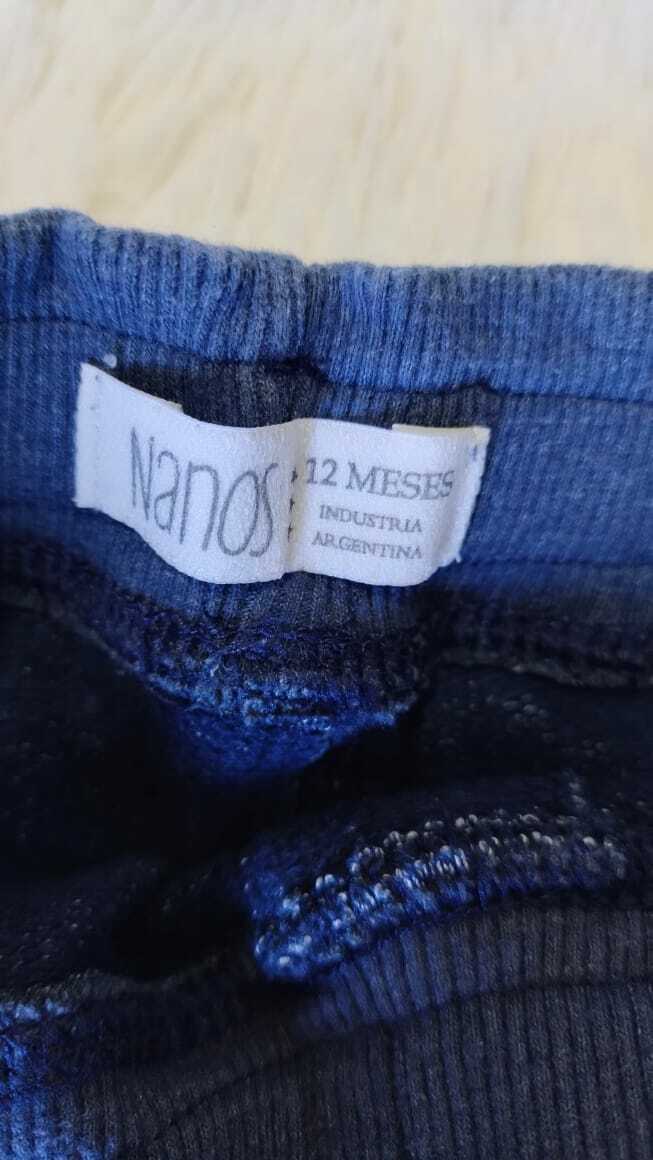 Nanos
12 MESES
INDUSTRIA
ARGENTINA